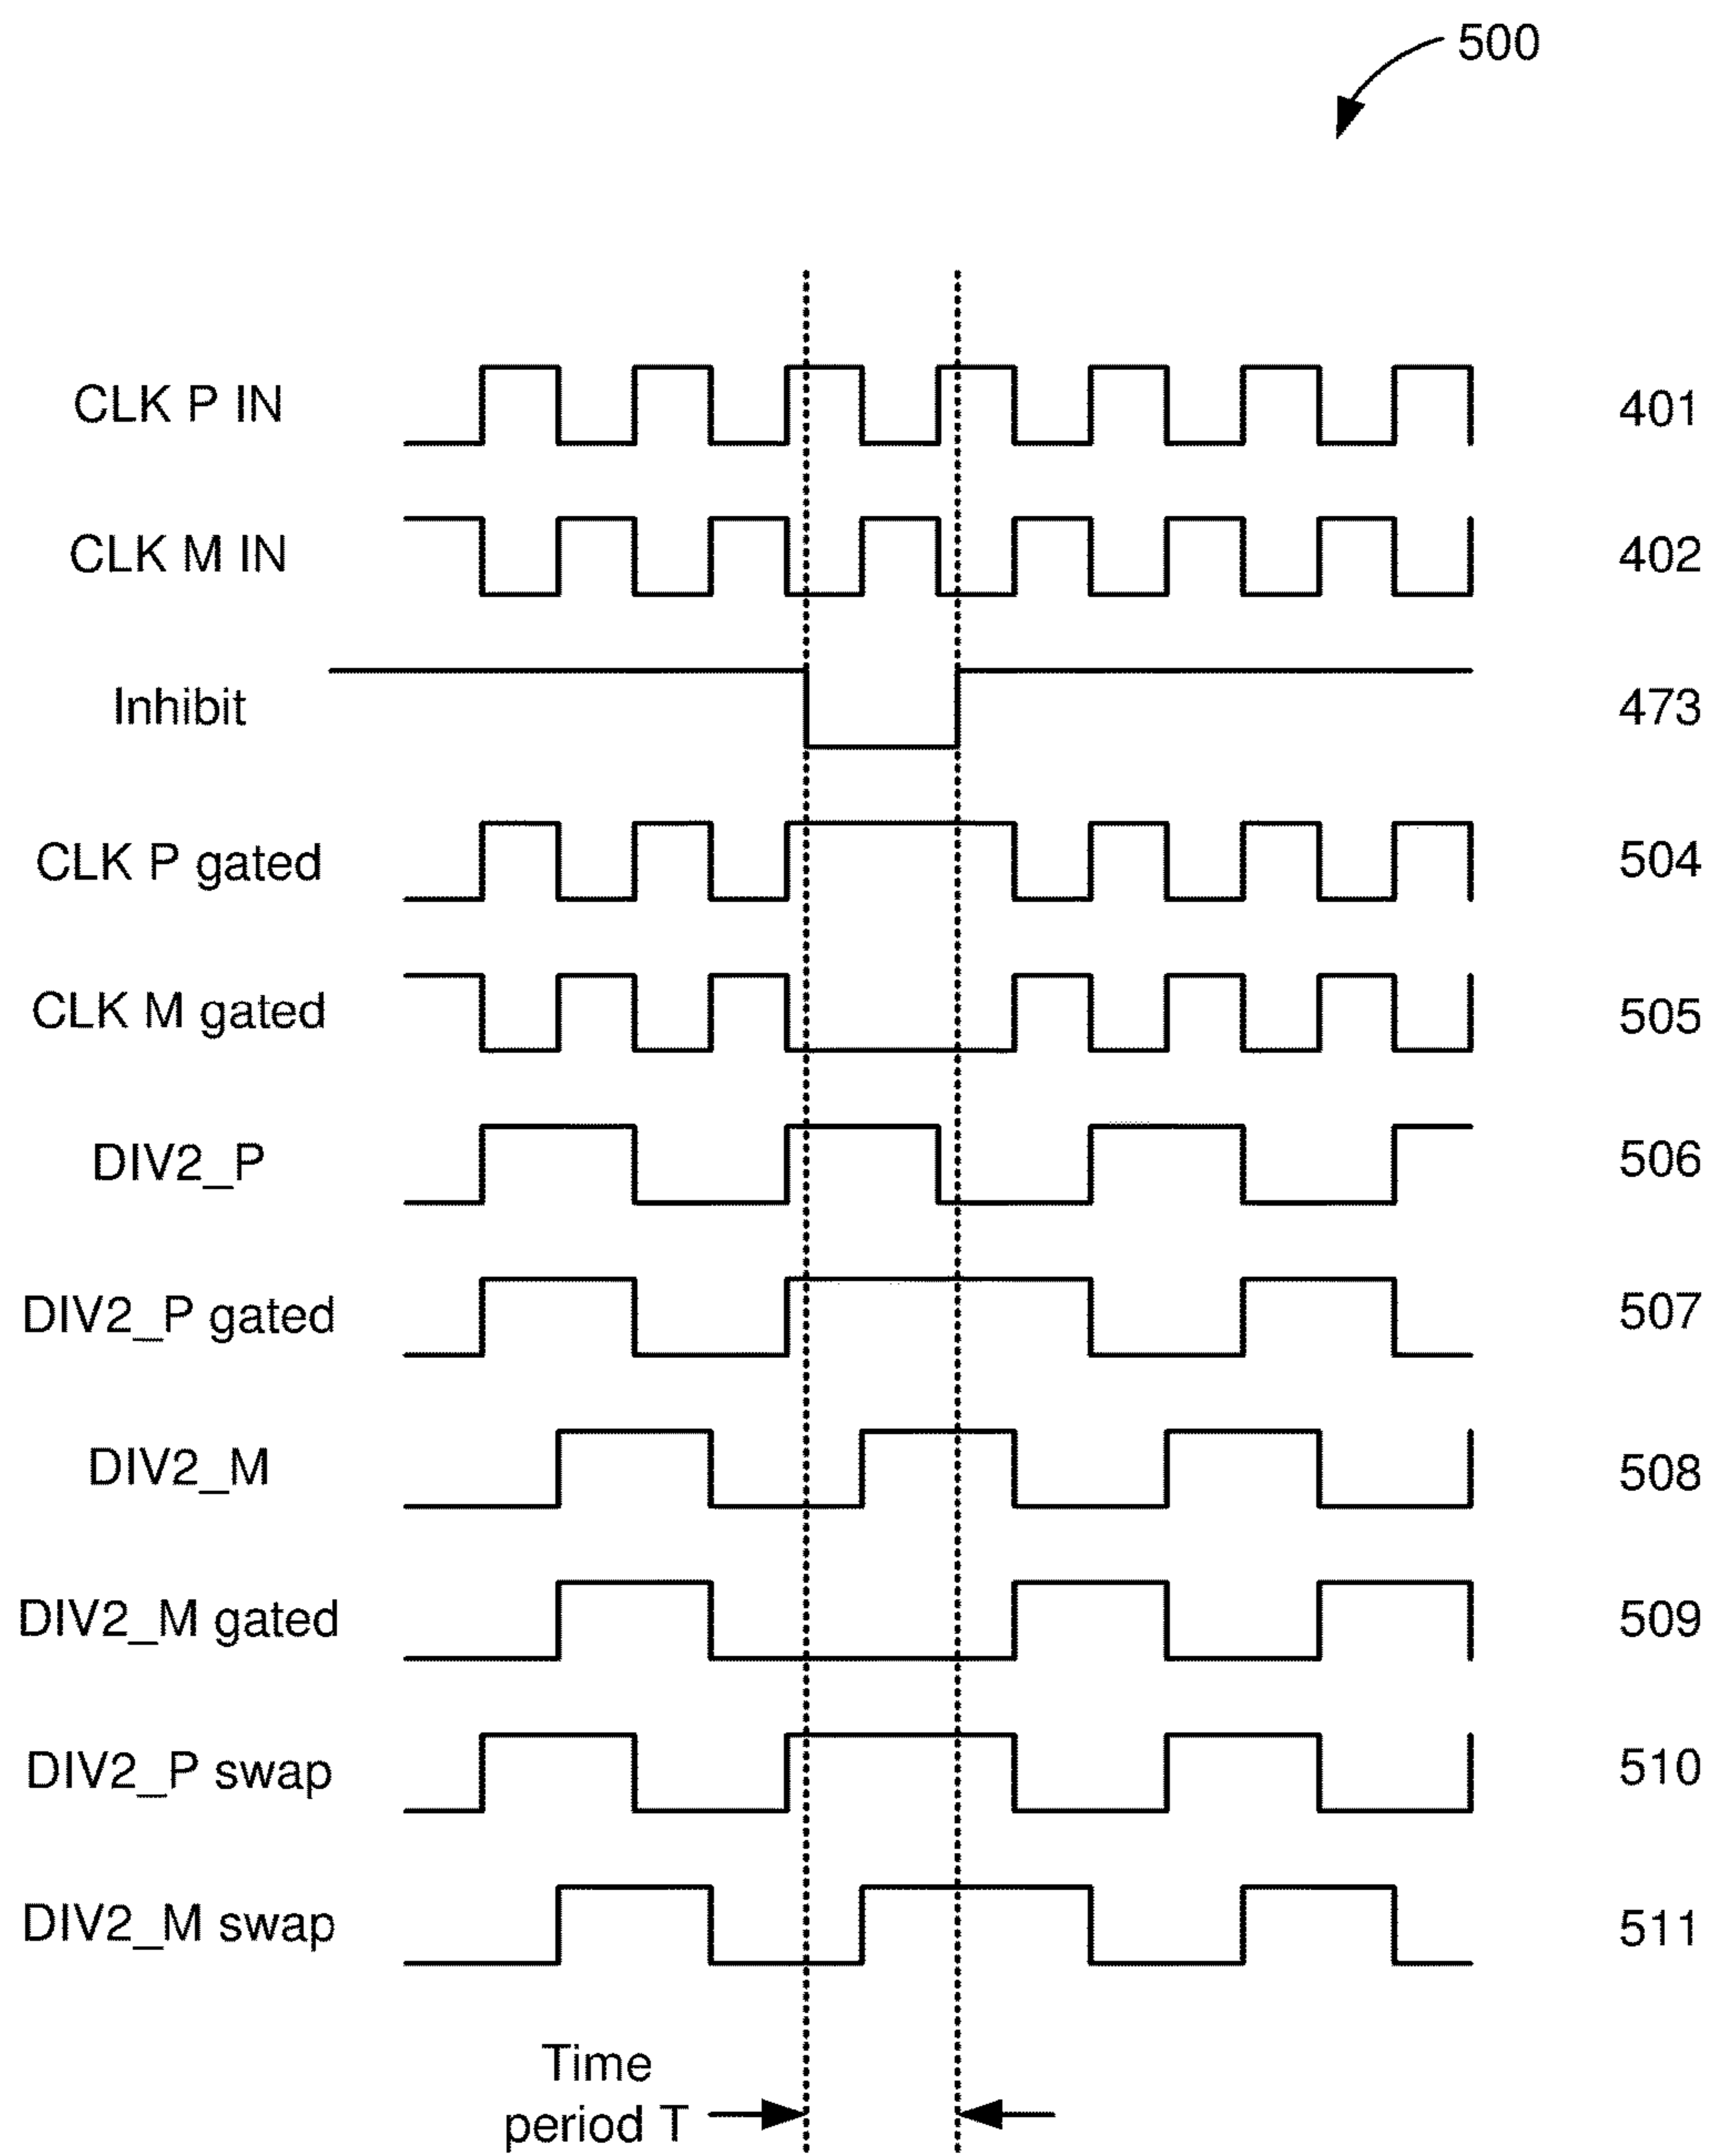 500
CLK P IN 401
CLK M IN 402
Inhibit 473
CLK P gated 504
CLK M gated 505
DIV2_P 506
DIV2_P gated 507
DIV2_M 508
DIV2_M gated 509
DIV2_P swap 510
DIV2_M swap 511
Time
period T